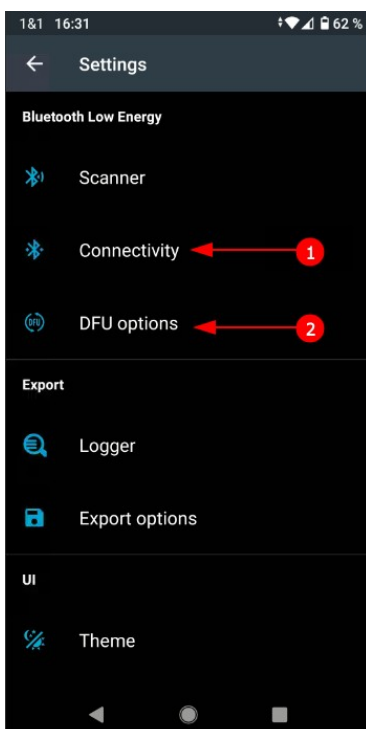 1&1 16:31 62 %
Settings
Bluetooth Low Energy
Scanner
Connectivity 1
DFU DFU options 2
Export
Logger
Export options
UI
Theme